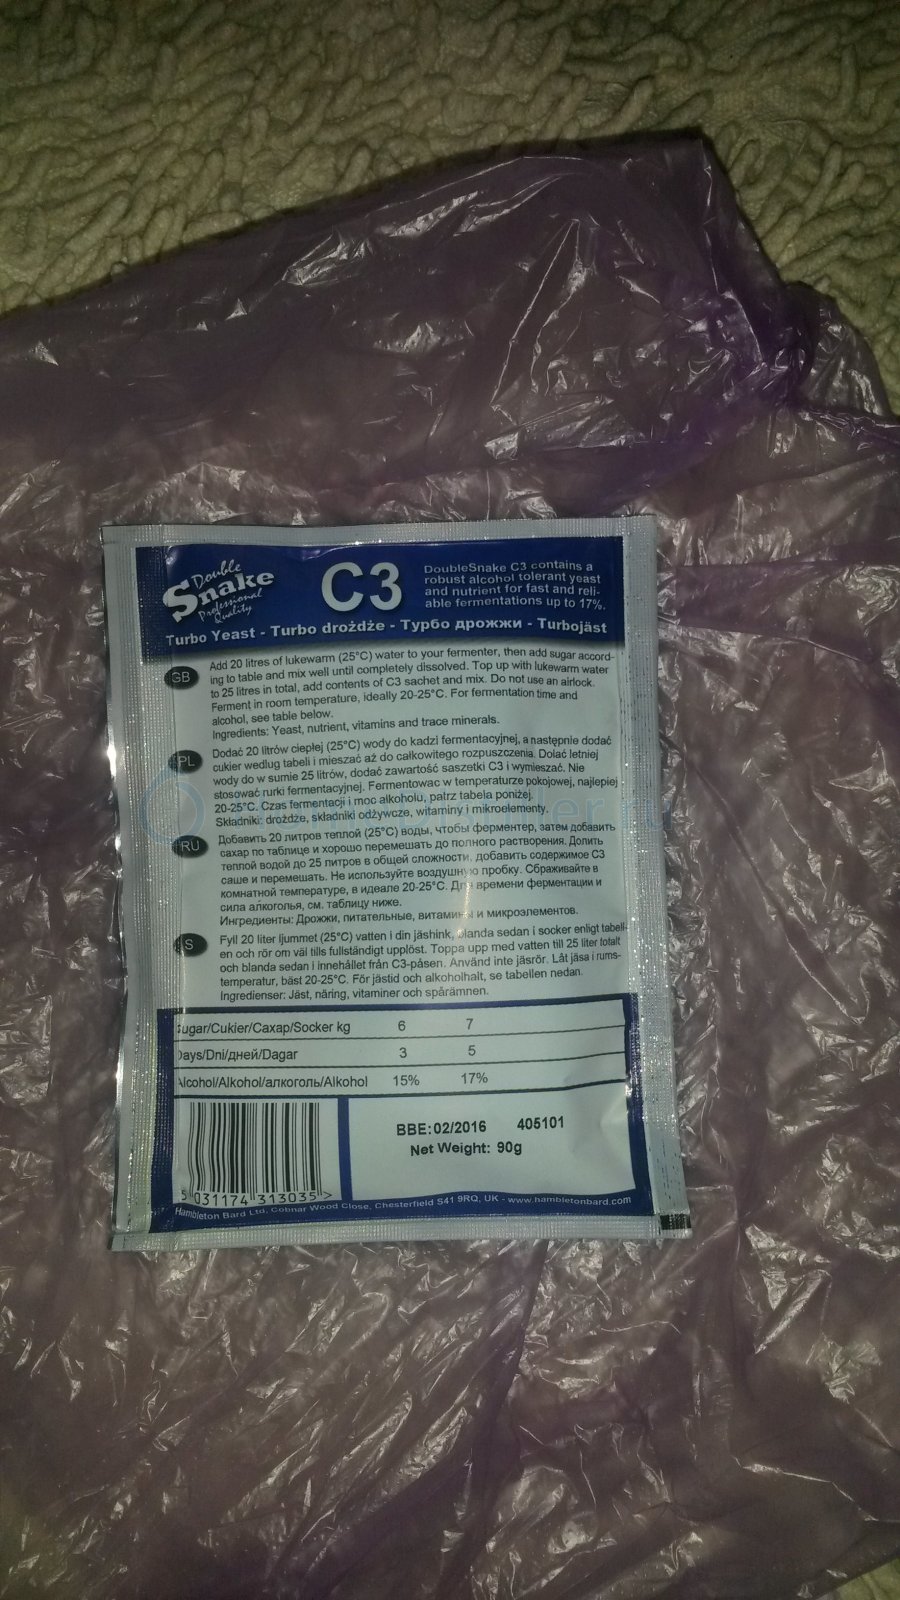 Double
Snake
Professional
Quality
C3
DoubleSnake C3 contains a
robust alcohol tolerant yeast
and nutrient for fast and reli-
able fermentations up to 17%.
Turbo Yeast - Turbo drożdże - Турбо дрожжи - Turbojäst
GB
Add 20 litres of lukewarm (25°C) water to your fermenter, then add sugar accord-
ing to table and mix well until completely dissolved. Top up with lukewarm water
to 25 litres in total, add contents of C3 sachet and mix. Do not use an airlock.
Ferment in room temperature, ideally 20-25°C. For fermentation time and
alcohol, see table below.
Ingredients: Yeast, nutrient, vitamins and trace minerals.
PL
Dodać 20 litrów ciepłej (25°C) wody do kadzi fermentacyjnej, a następnie dodać
cukier według tabeli i mieszać aż do całkowitego rozpuszczenia. Dolać letniej
wody do w sumie 25 litrów, dodać zawartość saszetki C3 i wymieszać. Nie
stosować rurki fermentacyjnej. Fermentowac w temperaturze pokojowej, najlepiej
20-25°C. Czas fermentacji i moc alkoholu, patrz tabela poniżej.
Składniki: drożdże, składniki odżywcze, witaminy i mikroelementy.
RU
Добавить 20 литров теплой (25°C) воды, чтобы ферментер, затем добавить
сахар по таблице и хорошо перемешать до полного растворения. Долить
теплой водой до 25 литров в общей сложности, добавить содержимое C3
саше и перемешать. Не используйте воздушную пробку. Сбраживайте в
комнатной температуре, в идеале 20-25°C. Для времени ферментации и
сила алкоголья, см. таблицу ниже.
Ингредиенты: Дрожжи, питательные, витамины и микроэлементов.
S
Fyll 20 liter ljummet (25°C) vatten i din jäshink, blanda sedan i socker enligt tabell-
en och rör om väl tills fullständigt upplöst. Toppa upp med vatten till 25 liter totalt
och blanda sedan i innehållet från C3-påsen. Använd inte jäsrör. Låt jäsa i rums-
temperatur, bäst 20-25°C. För jästid och alkoholhalt, se tabellen nedan.
Ingredienser: Jäst, näring, vitaminer och spårämnen.
Sugar/Cukier/Сахар/Socker kg 6 7
Days/Dni/дней/Dagar 3 5
Alcohol/Alkohol/алкоголь/Alkohol 15% 17%
BBE:02/2016 405101
Net Weight: 90g
5 031174 313035 >
Hambleton Bard Ltd, Cobnar Wood Close, Chesterfield S41 9RQ, UK - www.hambletonbard.com